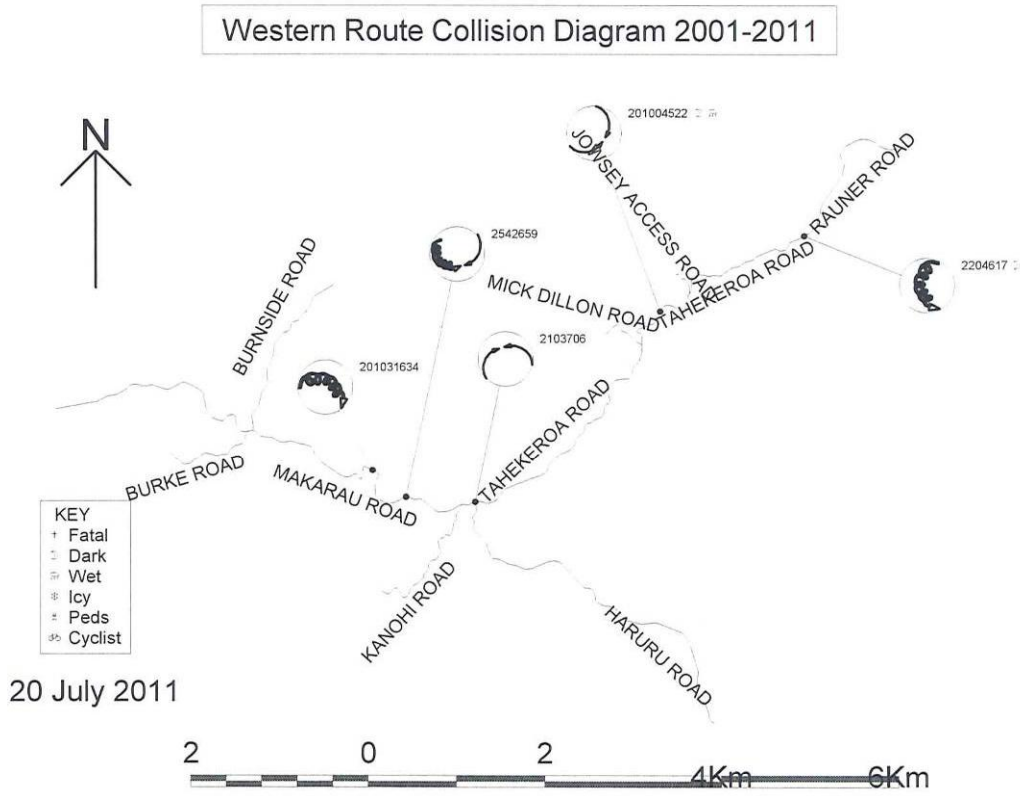 Western Route Collision Diagram 2001-2011
N
201004522
JOWSEY ACCESS ROAD
RAUNER ROAD
2542659
2204617
BURNSIDE ROAD
MICK DILLON ROAD
TAHEKEROA ROAD
2103706
201031634
TAHEKEROA ROAD
BURKE ROAD
MAKARAU ROAD
KEY
Fatal
Dark
Wet
Icy
Peds
Cyclist
KANOHI ROAD
HARURU ROAD
20 July 2011
2 0 2 4Km 6Km